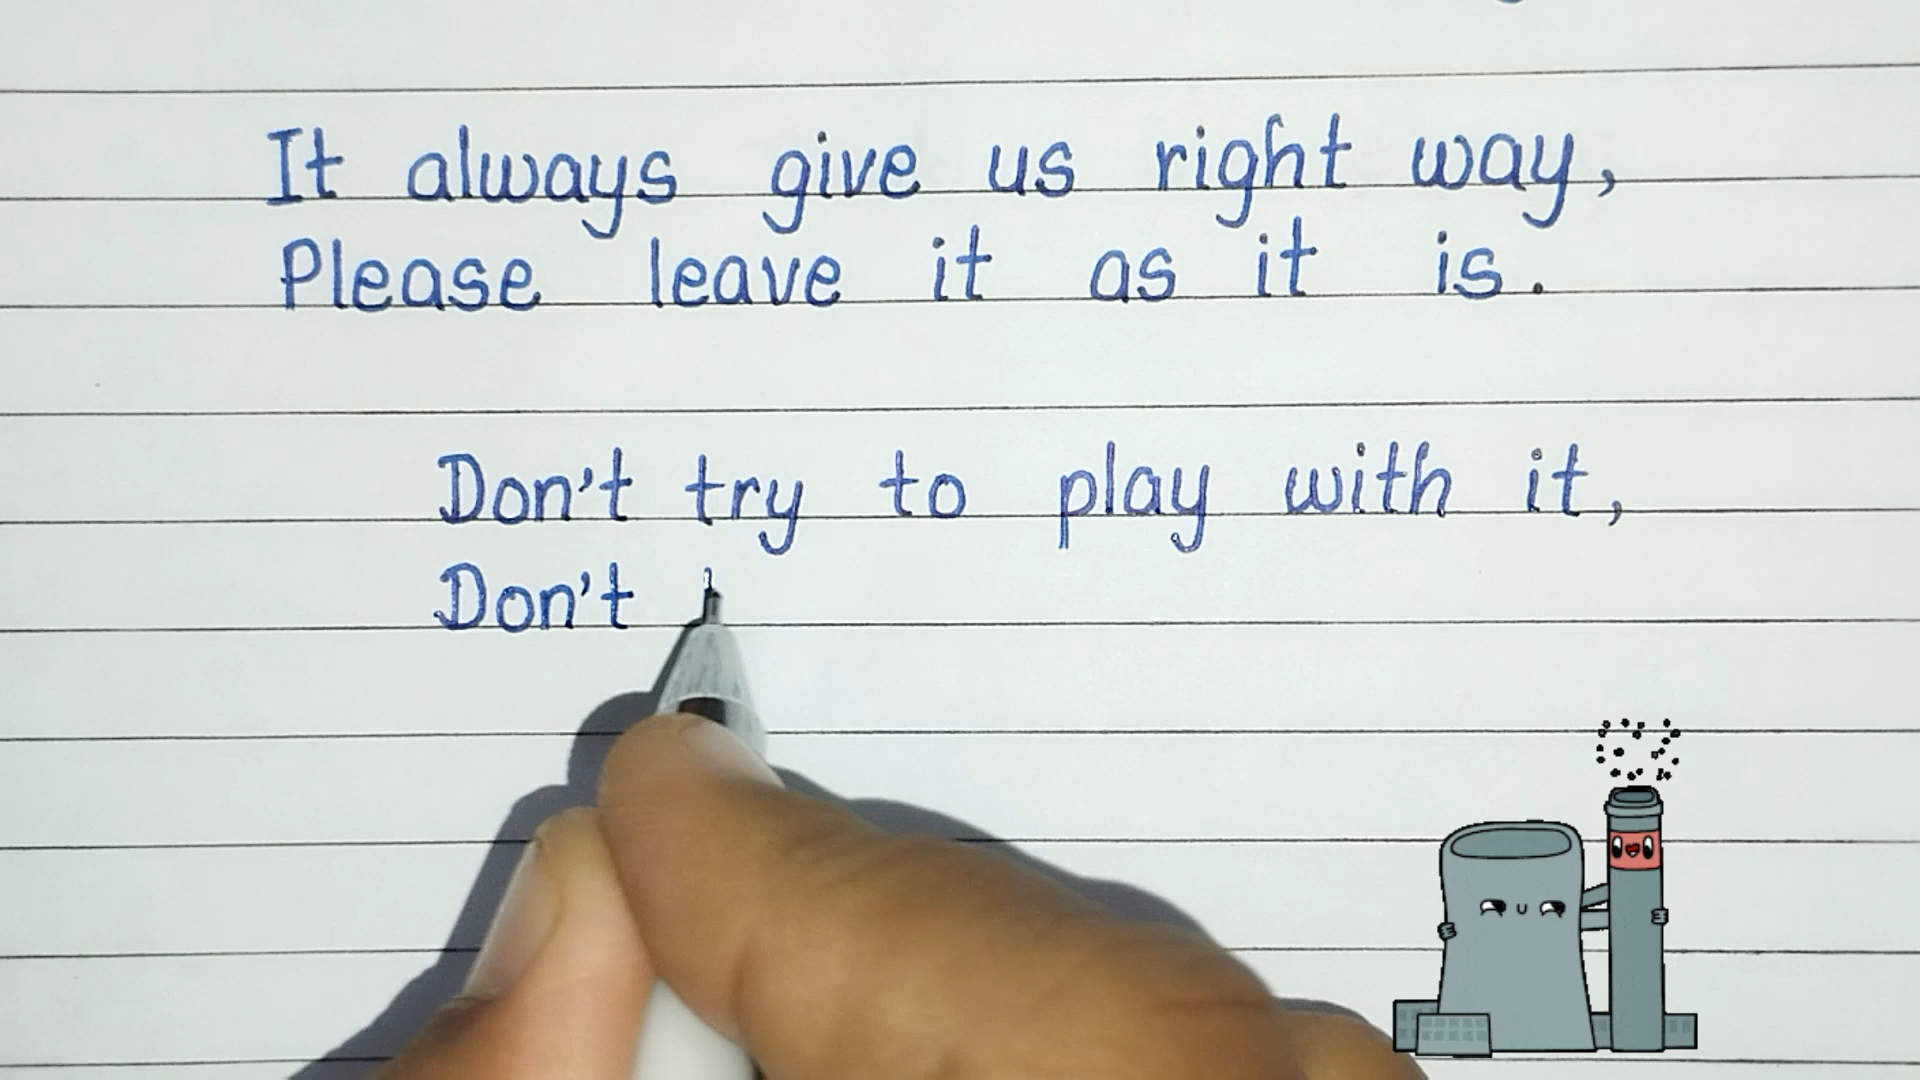 It always give us right way,
Please leave it as it is.
Don't try to play with it,
Don't